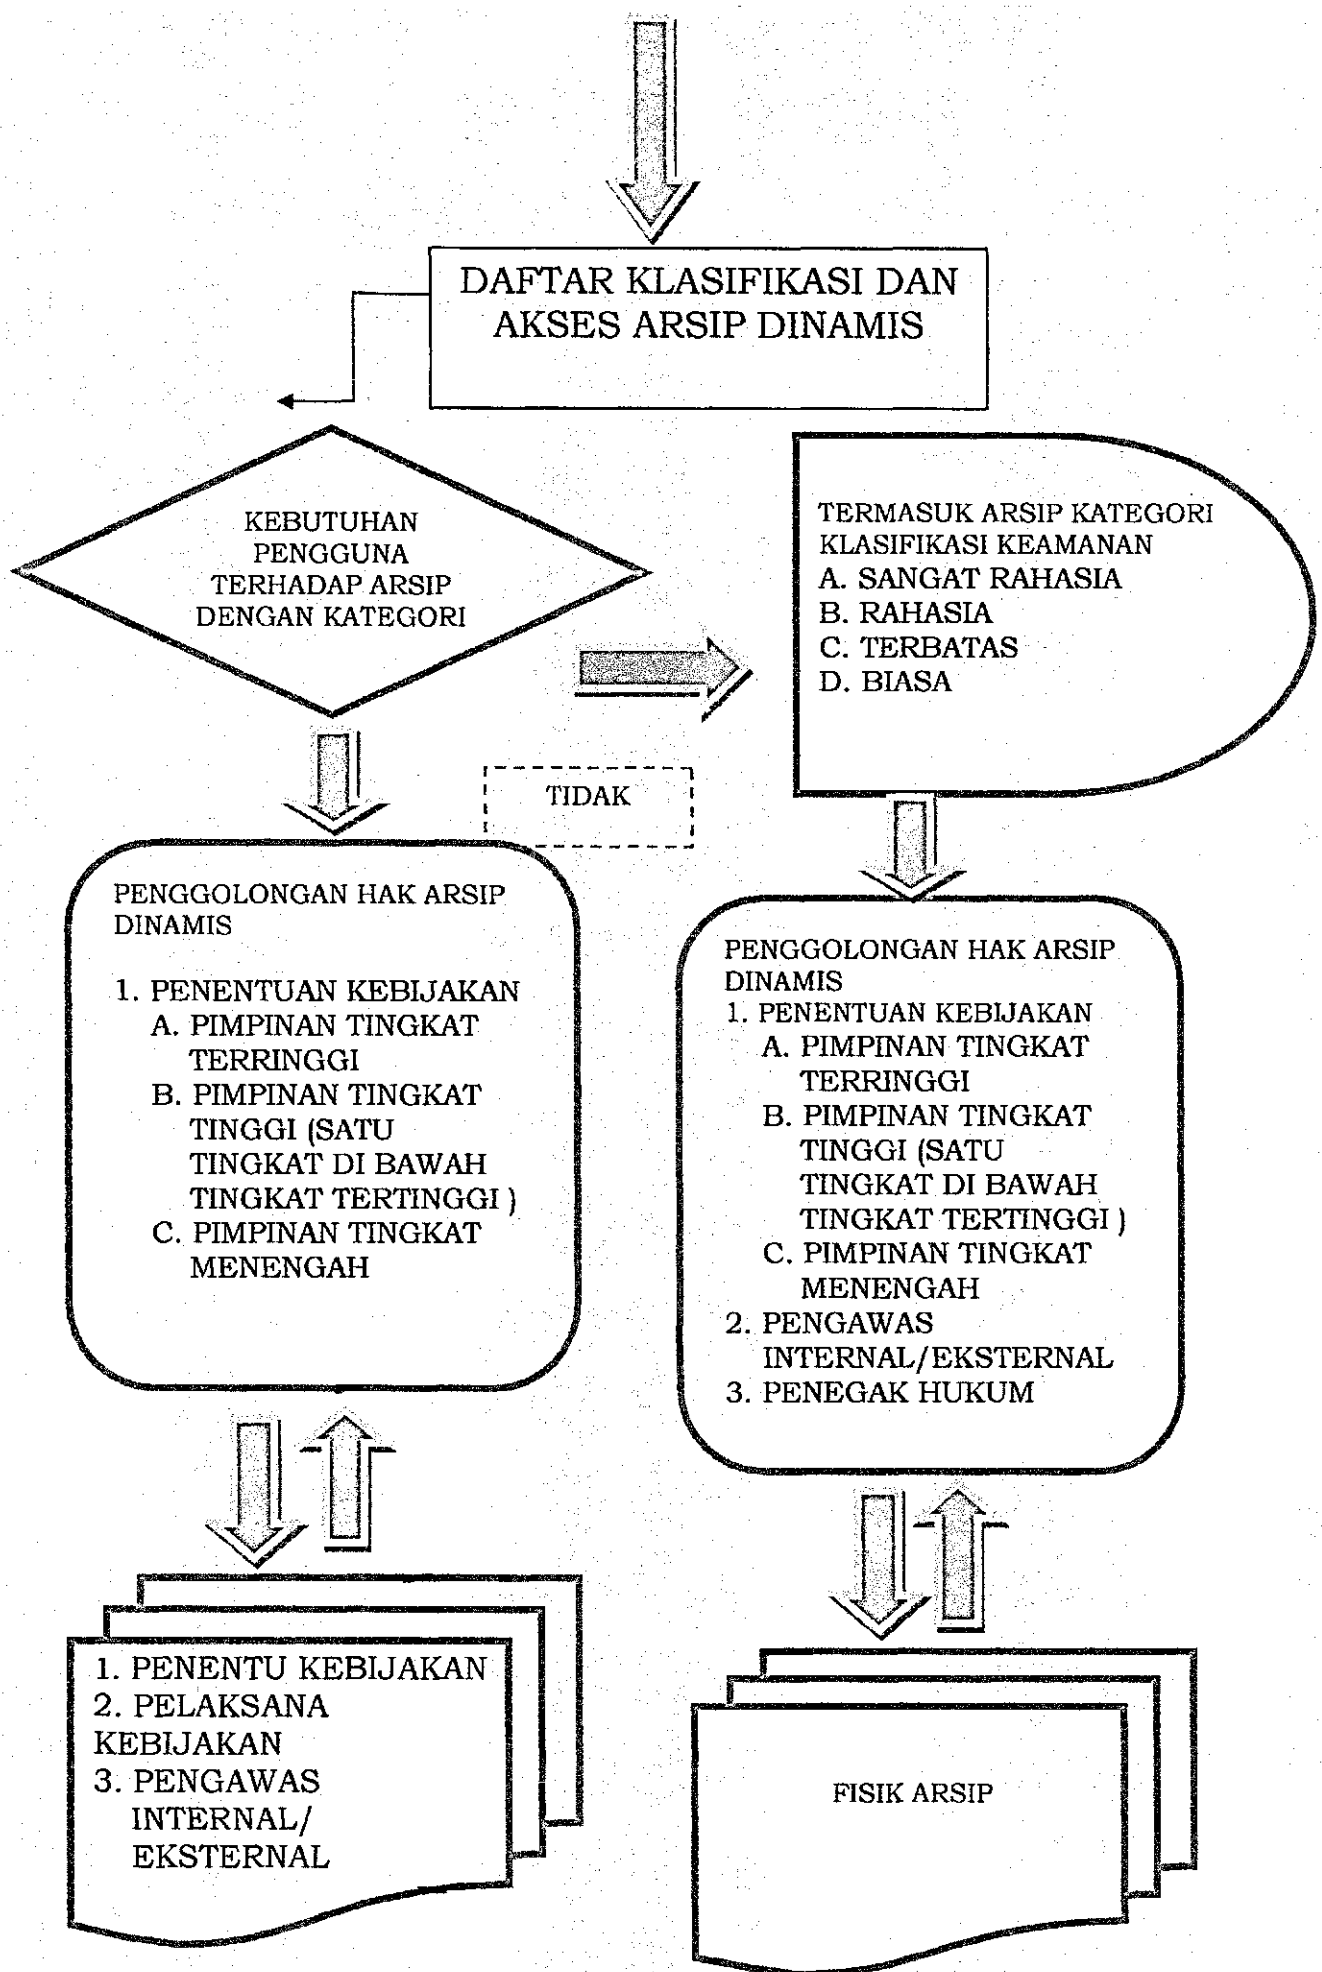 DAFTAR KLASIFIKASI DAN
AKSES ARSIP DINAMIS
KEBUTUHAN
PENGGUNA
TERHADAP ARSIP
DENGAN KATEGORI
TERMASUK ARSIP KATEGORI
KLASIFIKASI KEAMANAN
A. SANGAT RAHASIA
B. RAHASIA
C. TERBATAS
D. BIASA
TIDAK
PENGGOLONGAN HAK ARSIP
DINAMIS
1. PENENTUAN KEBIJAKAN
A. PIMPINAN TINGKAT
TERRINGGI
B. PIMPINAN TINGKAT
TINGGI (SATU
TINGKAT DI BAWAH
TINGKAT TERTINGGI )
C. PIMPINAN TINGKAT
MENENGAH
PENGGOLONGAN HAK ARSIP
DINAMIS
1. PENENTUAN KEBIJAKAN
A. PIMPINAN TINGKAT
TERRINGGI
B. PIMPINAN TINGKAT
TINGGI (SATU
TINGKAT DI BAWAH
TINGKAT TERTINGGI )
C. PIMPINAN TINGKAT
MENENGAH
2. PENGAWAS
INTERNAL/EKSTERNAL
3. PENEGAK HUKUM
1. PENENTU KEBIJAKAN
2. PELAKSANA
KEBIJAKAN
3. PENGAWAS
INTERNAL/
EKSTERNAL
FISIK ARSIP